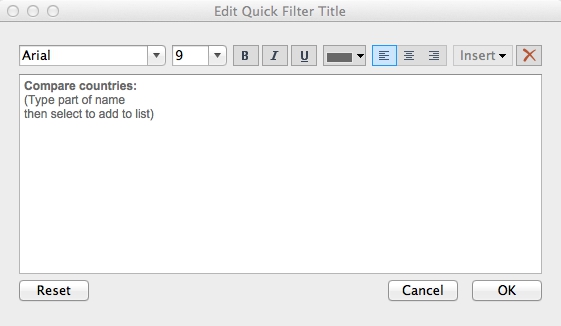 Edit Quick Filter Title
Arial 9 B I U Insert
Compare countries:
(Type part of name
then select to add to list)
Reset Cancel OK